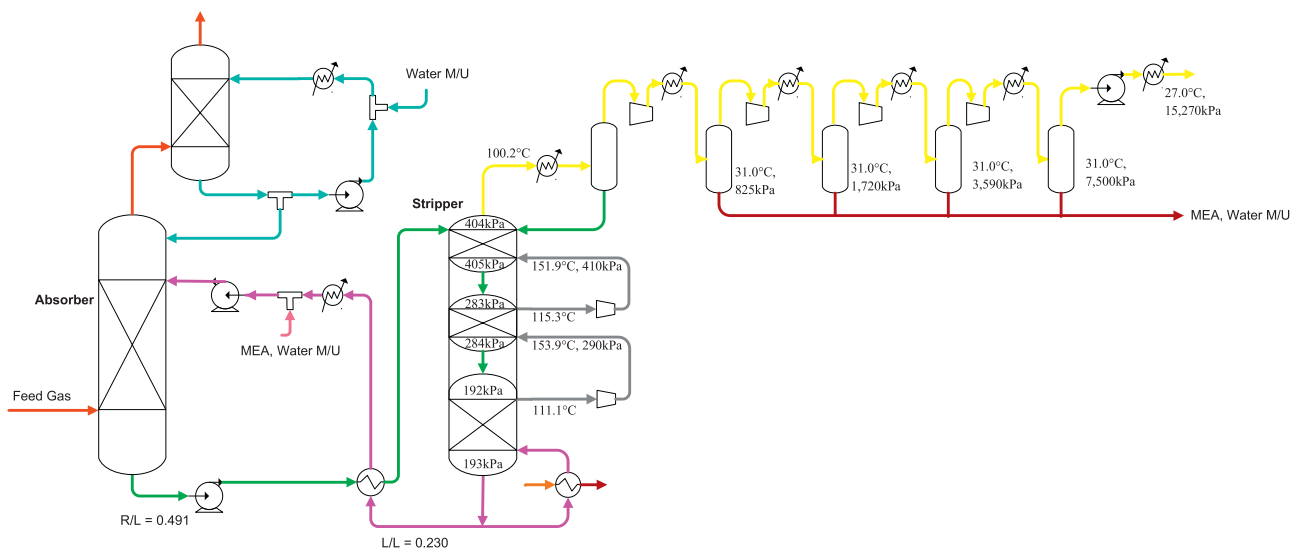 Water M/U
27.0°C,
15,270kPa
100.2°C
31.0°C,
825kPa
31.0°C,
1,720kPa
31.0°C,
3,590kPa
31.0°C,
7,500kPa
Stripper
MEA, Water M/U
404kPa
405kPa
151.9°C, 410kPa
Absorber
283kPa
115.3°C
284kPa
153.9°C, 290kPa
MEA, Water M/U
192kPa
111.1°C
Feed Gas
193kPa
R/L = 0.491
L/L = 0.230